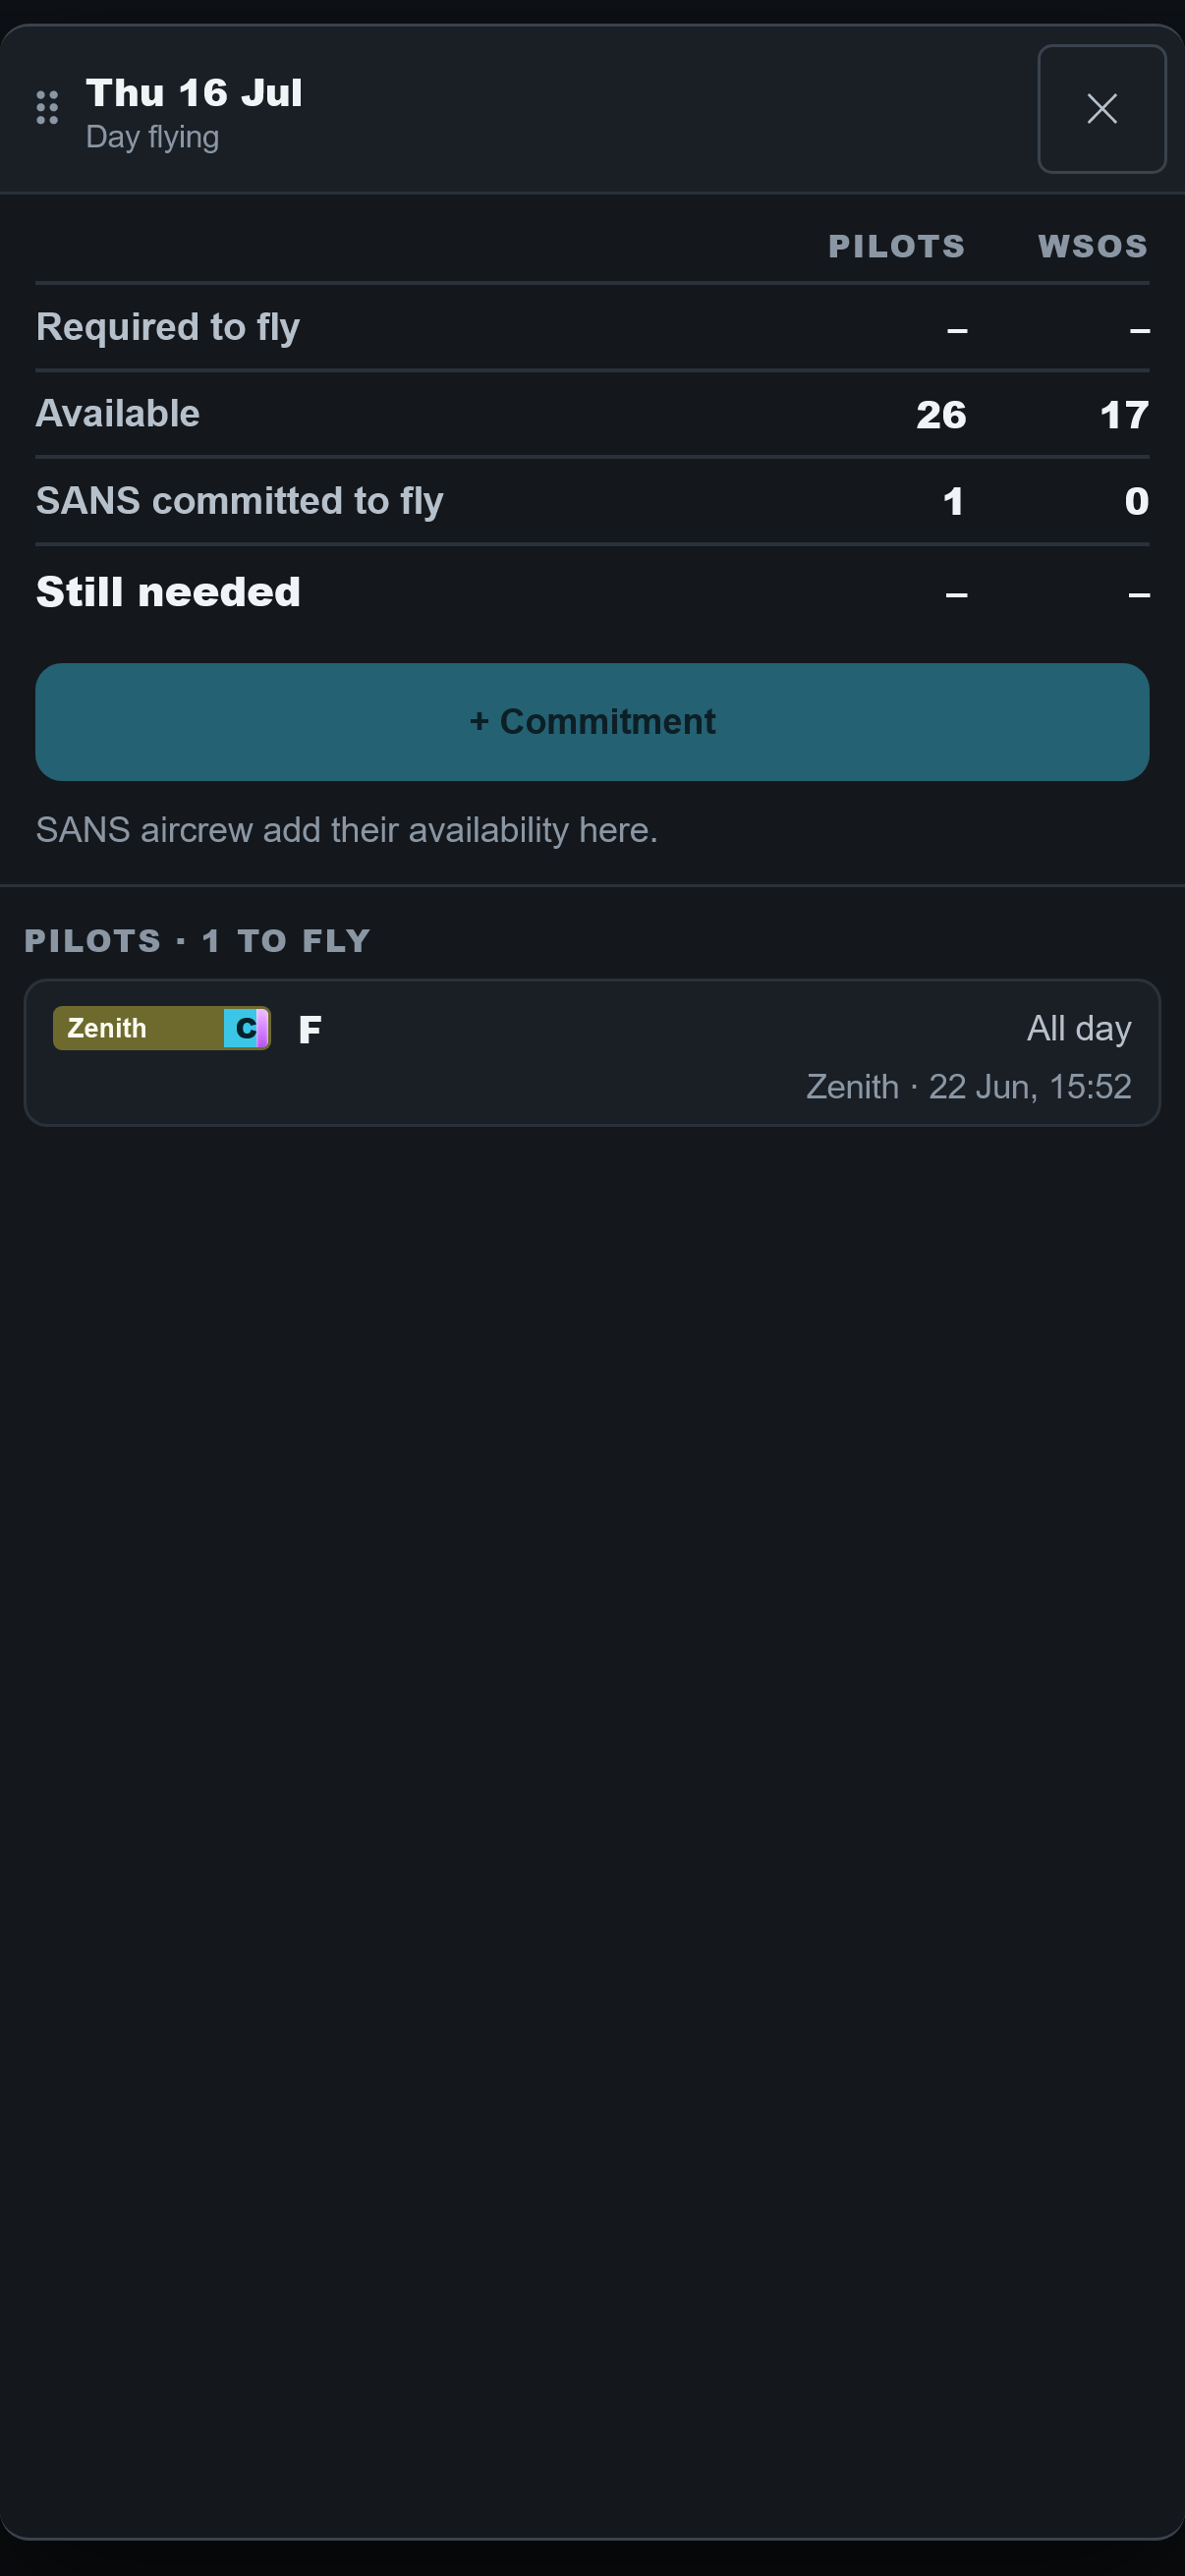 Thu 16 Jul
Day flying
PILOTS WSOS
Required to fly – –
Available 26 17
SANS committed to fly 1 0
Still needed – –
+ Commitment
SANS aircrew add their availability here.
PILOTS · 1 TO FLY
Zenith C F All day
Zenith · 22 Jun, 15:52